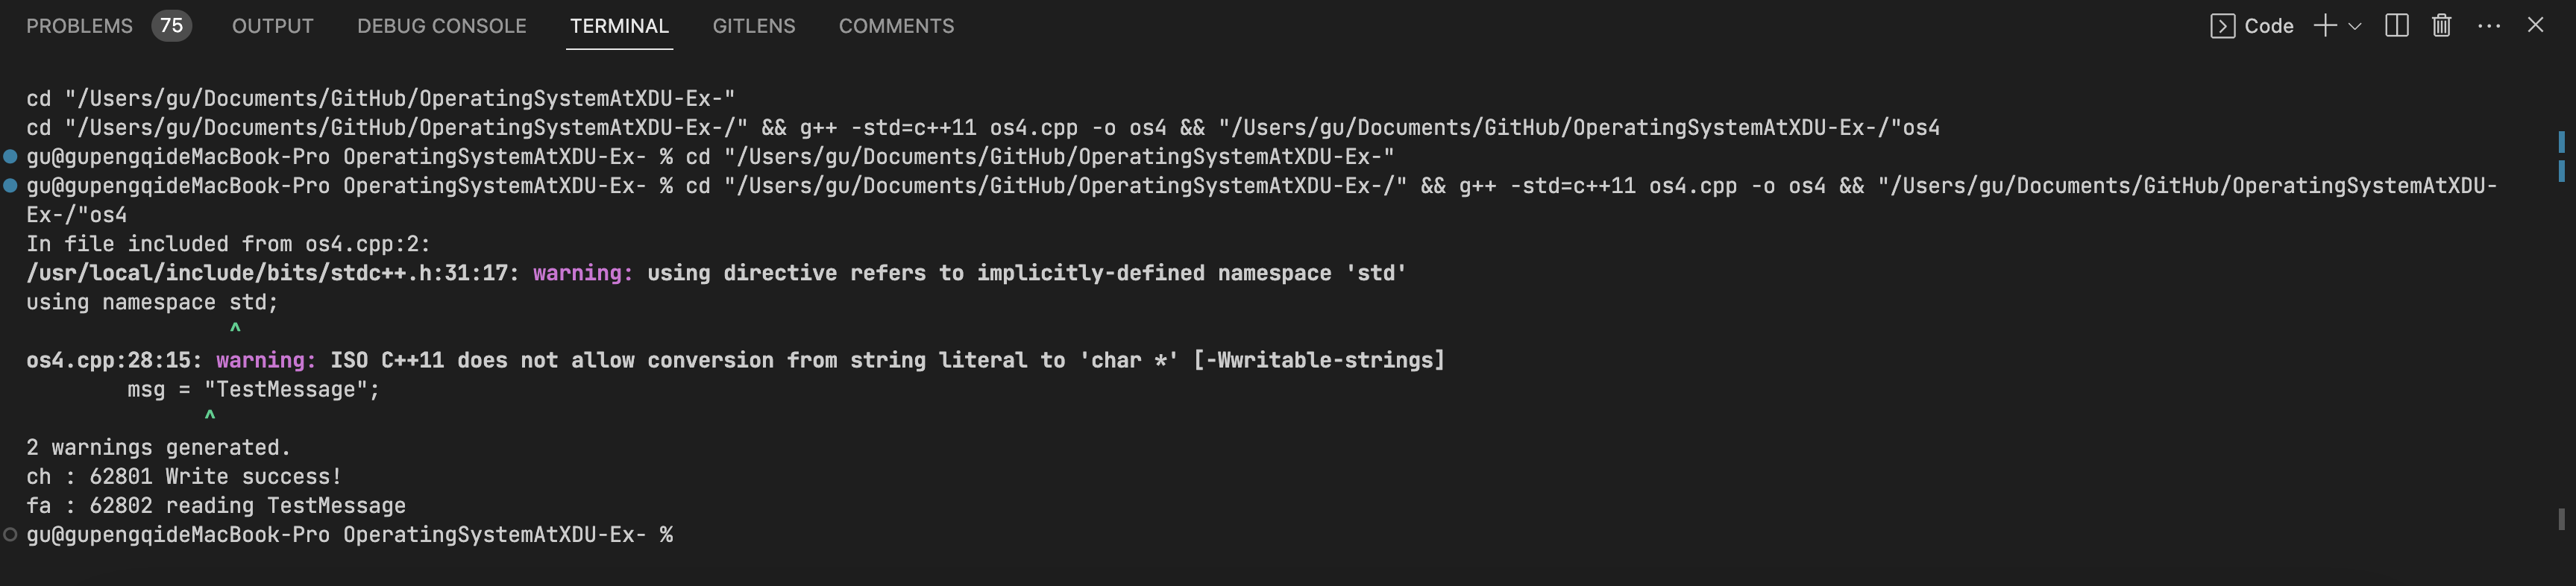 PROBLEMS 75 OUTPUT DEBUG CONSOLE TERMINAL GITLENS COMMENTS Code
cd "/Users/gu/Documents/GitHub/OperatingSystemAtXDU-Ex-"
cd "/Users/gu/Documents/GitHub/OperatingSystemAtXDU-Ex-/" && g++ -std=c++11 os4.cpp -o os4 && "/Users/gu/Documents/GitHub/OperatingSystemAtXDU-Ex-/"os4
gu@gupengqideMacBook-Pro OperatingSystemAtXDU-Ex- % cd "/Users/gu/Documents/GitHub/OperatingSystemAtXDU-Ex-"
gu@gupengqideMacBook-Pro OperatingSystemAtXDU-Ex- % cd "/Users/gu/Documents/GitHub/OperatingSystemAtXDU-Ex-/" && g++ -std=c++11 os4.cpp -o os4 && "/Users/gu/Documents/GitHub/OperatingSystemAtXDU-
Ex-/"os4
In file included from os4.cpp:2:
/usr/local/include/bits/stdc++.h:31:17: warning: using directive refers to implicitly-defined namespace 'std'
using namespace std;
^
os4.cpp:28:15: warning: ISO C++11 does not allow conversion from string literal to 'char *' [-Wwritable-strings]
msg = "TestMessage";
^
2 warnings generated.
ch : 62801 Write success!
fa : 62802 reading TestMessage
gu@gupengqideMacBook-Pro OperatingSystemAtXDU-Ex- %